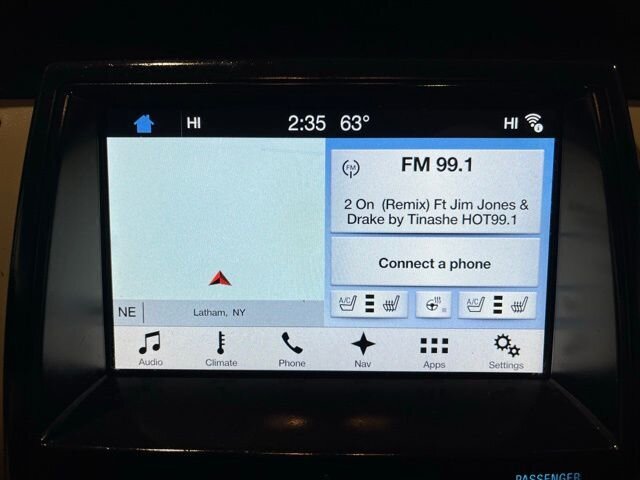 HI 2:35 63° HI
FM
FM 99.1
2 On (Remix) Ft Jim Jones &
Drake by Tinashe HOT99.1
Connect a phone
A/C A/C
NE Latham, NY
Audio Climate Phone Nav Apps Settings
PASSENGER